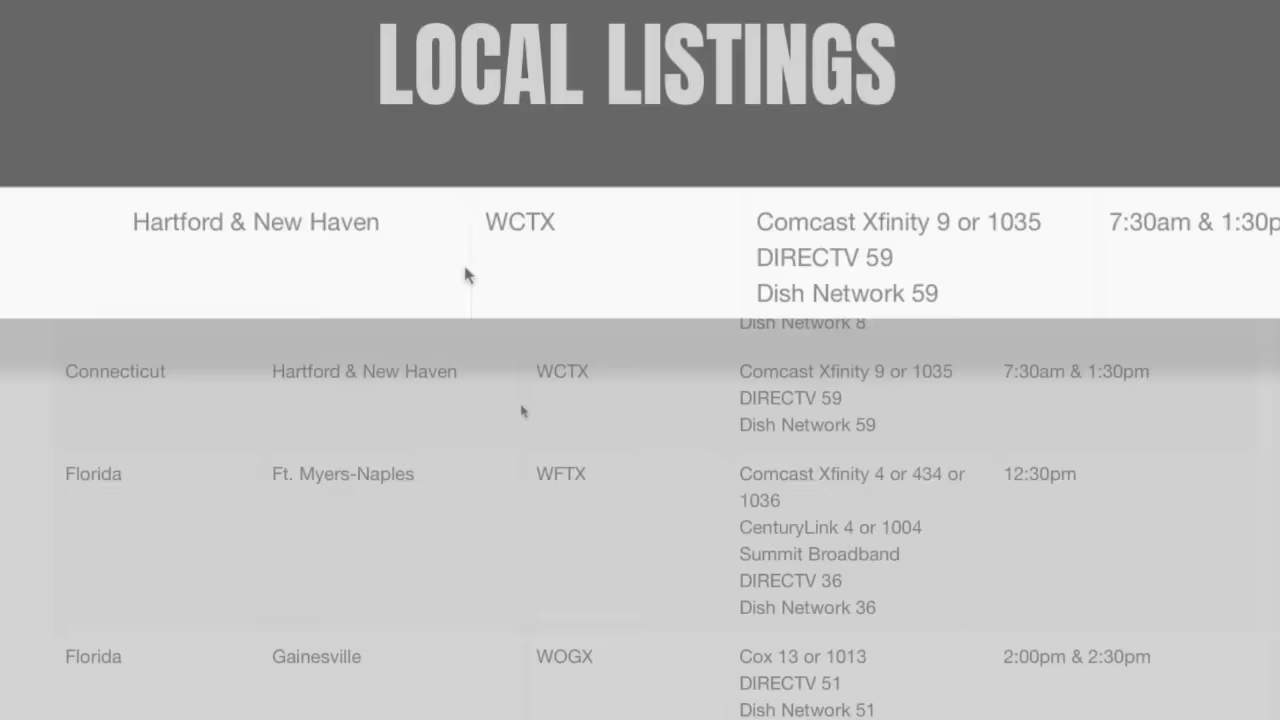 LOCAL LISTINGS
Hartford & New Haven WCTX Comcast Xfinity 9 or 1035 7:30am & 1:30p
DIRECTV 59
Dish Network 59
Dish Network 8
Connecticut Hartford & New Haven WCTX Comcast Xfinity 9 or 1035 7:30am & 1:30pm
DIRECTV 59
Dish Network 59
Florida Ft. Myers-Naples WFTX Comcast Xfinity 4 or 434 or 12:30pm
1036
CenturyLink 4 or 1004
Summit Broadband
DIRECTV 36
Dish Network 36
Florida Gainesville WOGX Cox 13 or 1013 2:00pm & 2:30pm
DIRECTV 51
Dish Network 51